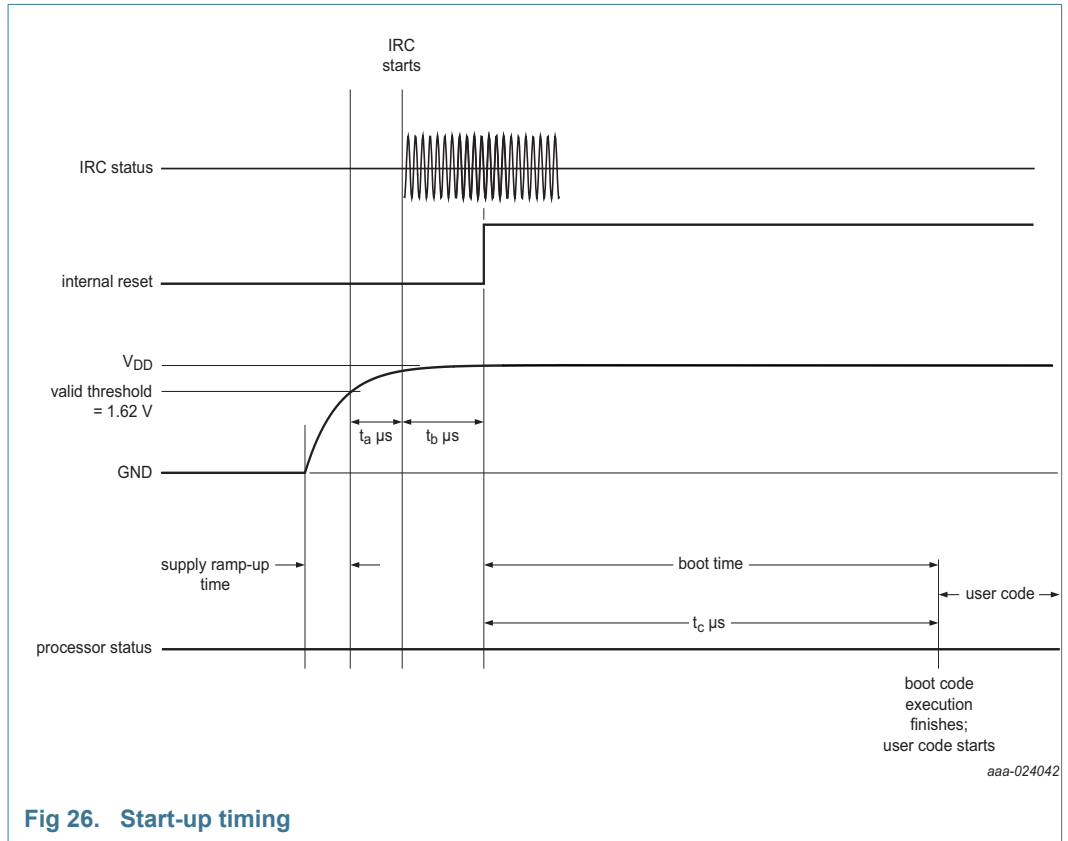 IRC
starts
IRC status
internal reset
VDD
valid threshold
= 1.62 V
ta μs
tb μs
GND
supply ramp-up
time
boot time
user code
tc μs
processor status
boot code
execution
finishes;
user code starts
aaa-024042
Fig 26. Start-up timing